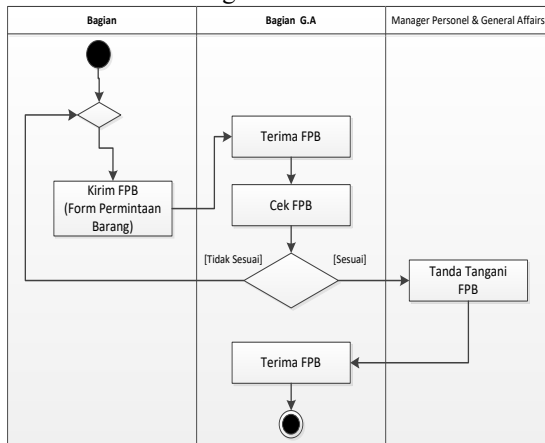 Bagian
Bagian G.A
Manager Personel & General Affairs
Terima FPB
Kirim FPB
(Form Permintaan
Barang)
Cek FPB
[Tidak Sesuai]
[Sesuai]
Tanda Tangani
FPB
Terima FPB